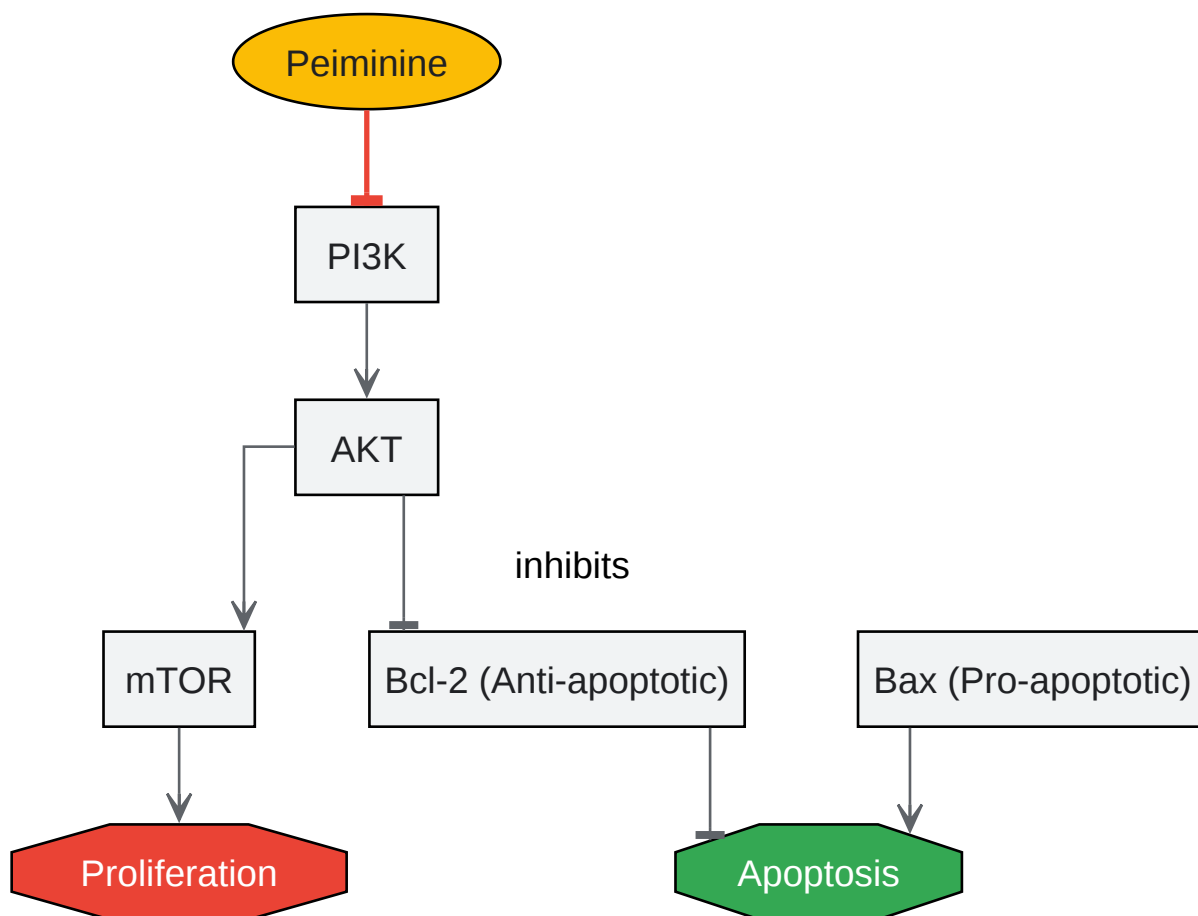 Peiminine
PI3K
AKT
inhibits
mTOR
Bcl-2 (Anti-apoptotic)
Bax (Pro-apoptotic)
Proliferation
Apoptosis